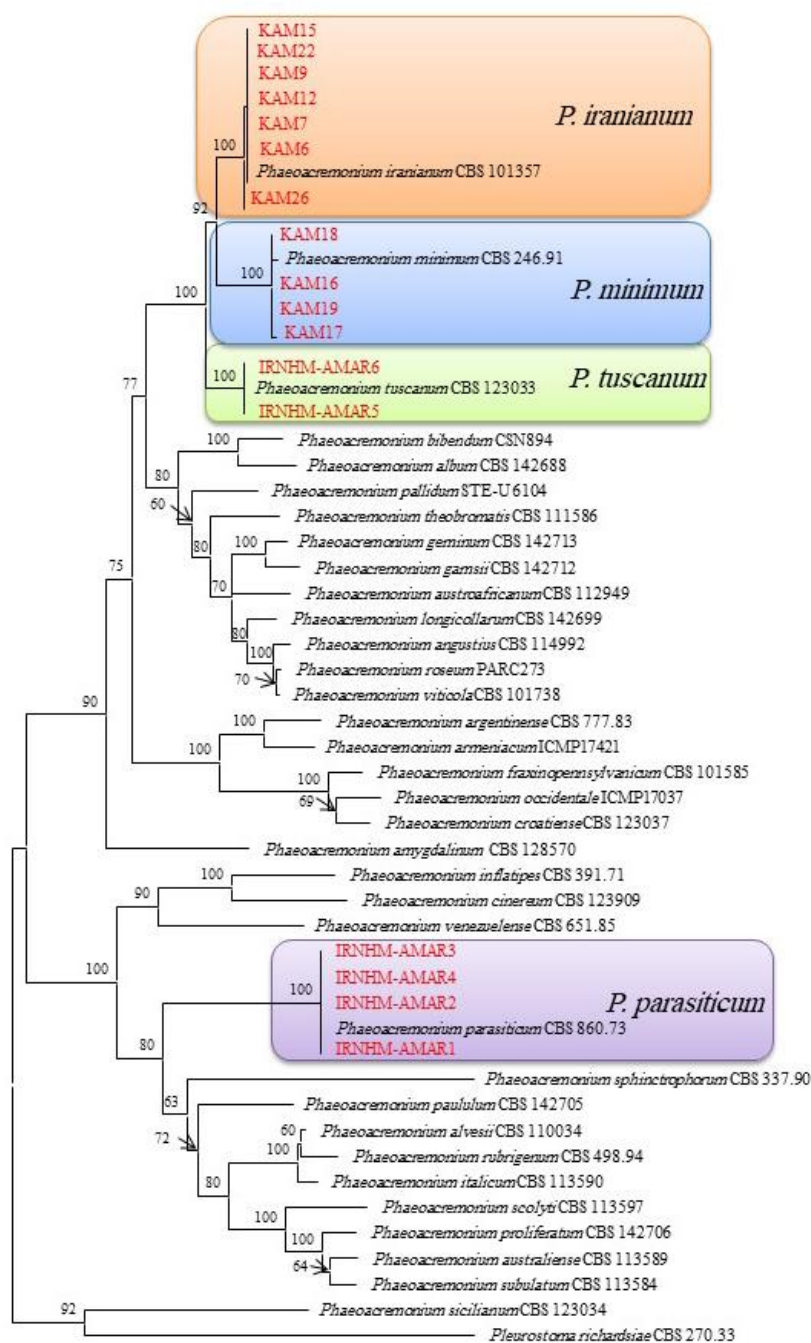 KAM15
KAM22
KAM9
KAM12
P. iranianum
KAM7
KAM6
100
Phaeoacremonium iranianum CBS 101357
KAM26
92
KAM18
Phaeoacremonium minimum CBS 246.91
100
KAM16
P. minimum
100
KAM19
KAM17
IRNHM-AMAR6
100
Phaeoacremonium tuscanum CBS 123033
P. tuscanum
77
IRNHM-AMAR5
100
Phaeoacremonium bibendum CSN894
Phaeoacremonium album CBS 142688
80
Phaeoacremonium pallidum STE-U 6104
60
Phaeoacremonium theobromatis CBS 111586
100
Phaeoacremonium geminum CBS 142713
80
75
Phaeoacremonium gamsii CBS 142712
70
Phaeoacremonium austroafricanum CBS 112949
Phaeoacremonium longicollarum CBS 142699
80
Phaeoacremonium angustius CBS 114992
100
Phaeoacremonium roseum PARC273
70
Phaeoacremonium viticola CBS 101738
90
Phaeoacremonium argentinense CBS 777.83
100
Phaeoacremonium armeniacum ICMP17421
100
Phaeoacremonium fraxinopennsylvanicum CBS 101585
100
Phaeoacremonium occidentale ICMP17037
69
Phaeoacremonium croatiense CBS 123037
Phaeoacremonium amygdalinum CBS 128570
Phaeoacremonium inflatipes CBS 391.71
100
Phaeoacremonium cinereum CBS 123909
90
Phaeoacremonium venezuelense CBS 651.85
IRNHM-AMAR3
100
IRNHM-AMAR4
100
IRNHM-AMAR2
P. parasiticum
Phaeoacremonium parasiticum CBS 860.73
80
IRNHM-AMAR1
Phaeoacremonium sphinctrophorum CBS 337.90
63
Phaeoacremonium paululum CBS 142705
72
60
Phaeoacremonium alvesii CBS 110034
100
Phaeoacremonium rubrigenum CBS 498.94
80
Phaeoacremonium italicum CBS 113590
Phaeoacremonium scolyti CBS 113597
100
Phaeoacremonium proliferatum CBS 142706
100
Phaeoacremonium australiense CBS 113589
64
Phaeoacremonium subulatum CBS 113584
92
Phaeoacremonium sicilianum CBS 123034
Pleurostoma richardsiae CBS 270.33